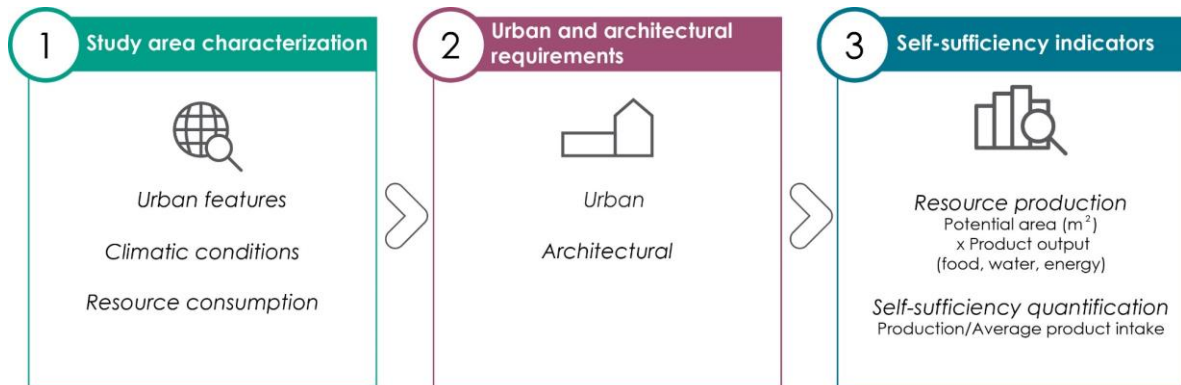 1
Study area characterization
Urban features
Climatic conditions
Resource consumption
2
Urban and architectural
requirements
Urban
Architectural
3
Self-sufficiency indicators
Resource production
Potential area (m²)
x Product output
(food, water, energy)
Self-sufficiency quantification
Production/Average product intake